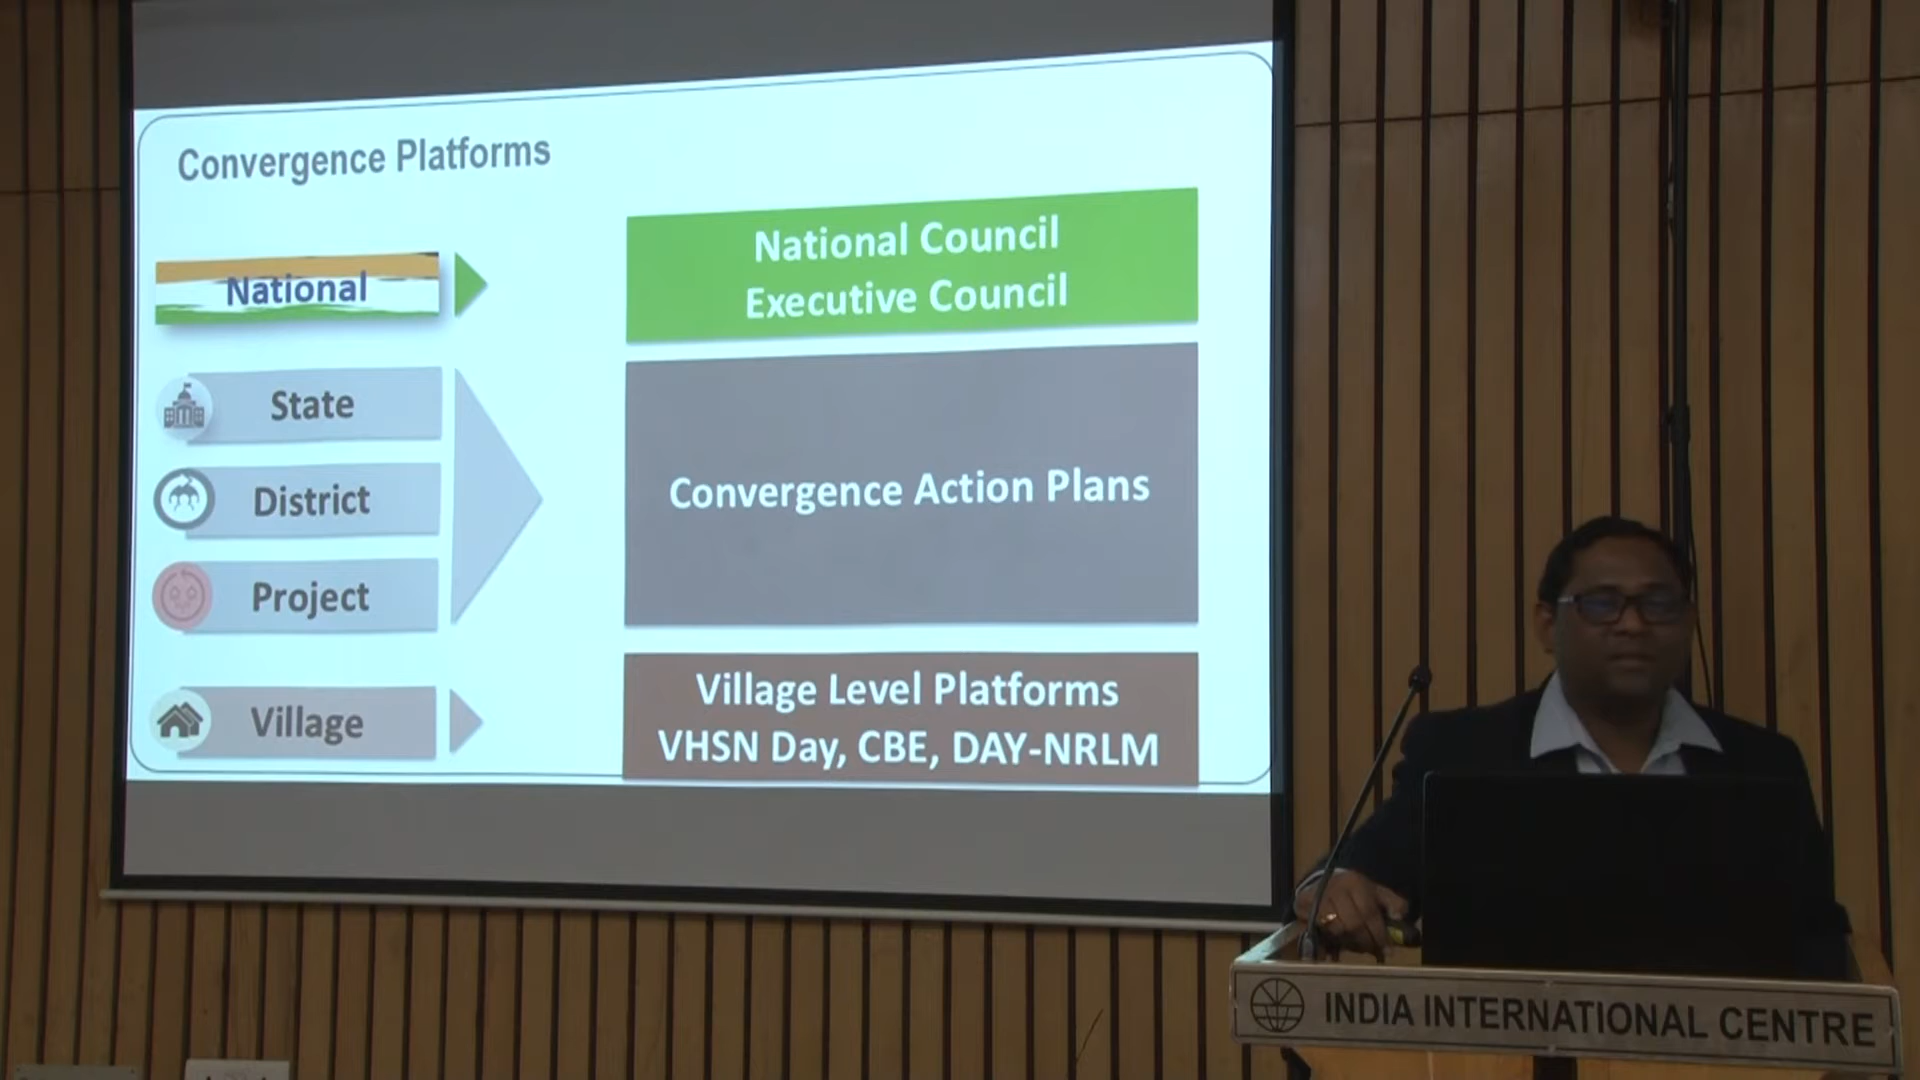 Convergence Platforms
National
National Council
Executive Council
State
District
Project
Convergence Action Plans
Village
Village Level Platforms
VHSN Day, CBE, DAY-NRLM
INDIA INTERNATIONAL CENTRE